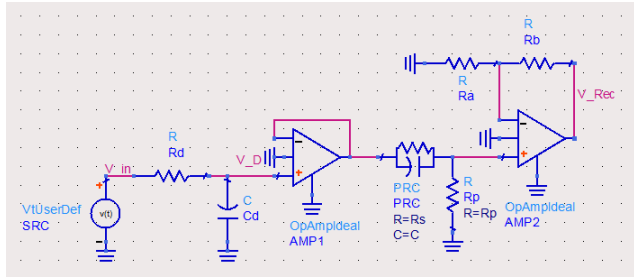 R
Rb
R
Ra
V_Rec
R
Rd
V_in
V_D
VtUserDef
SRC
v(t)
C
Cd
OpAmpIdeal
AMP1
PRC
PRC
R=Rs
C=C
R
Rp
R=Rp
OpAmpIdeal
AMP2